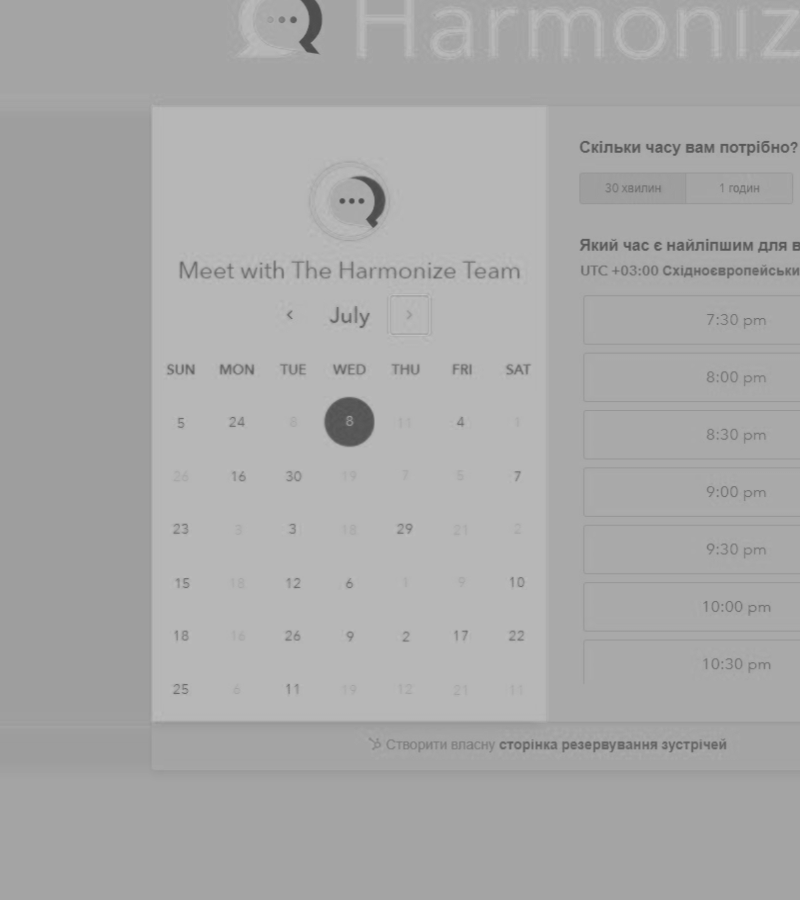 Harmoniz
Meet with The Harmonize Team
July
SUN MON TUE WED THU FRI SAT
5 24 8 8 11 4 1
26 16 30 19 7 5 7
23 3 3 18 29 21 2
15 18 12 6 1 9 10
18 16 26 9 2 17 22
25 6 11 19 12 21 11
Скільки часу вам потрібно?
30 хвилин 1 годин
Який час є найліпшим для в
UTC +03:00 Східноєвропейськи
7:30 pm
8:00 pm
8:30 pm
9:00 pm
9:30 pm
10:00 pm
10:30 pm
Створити власну сторінка резервування зустрічей